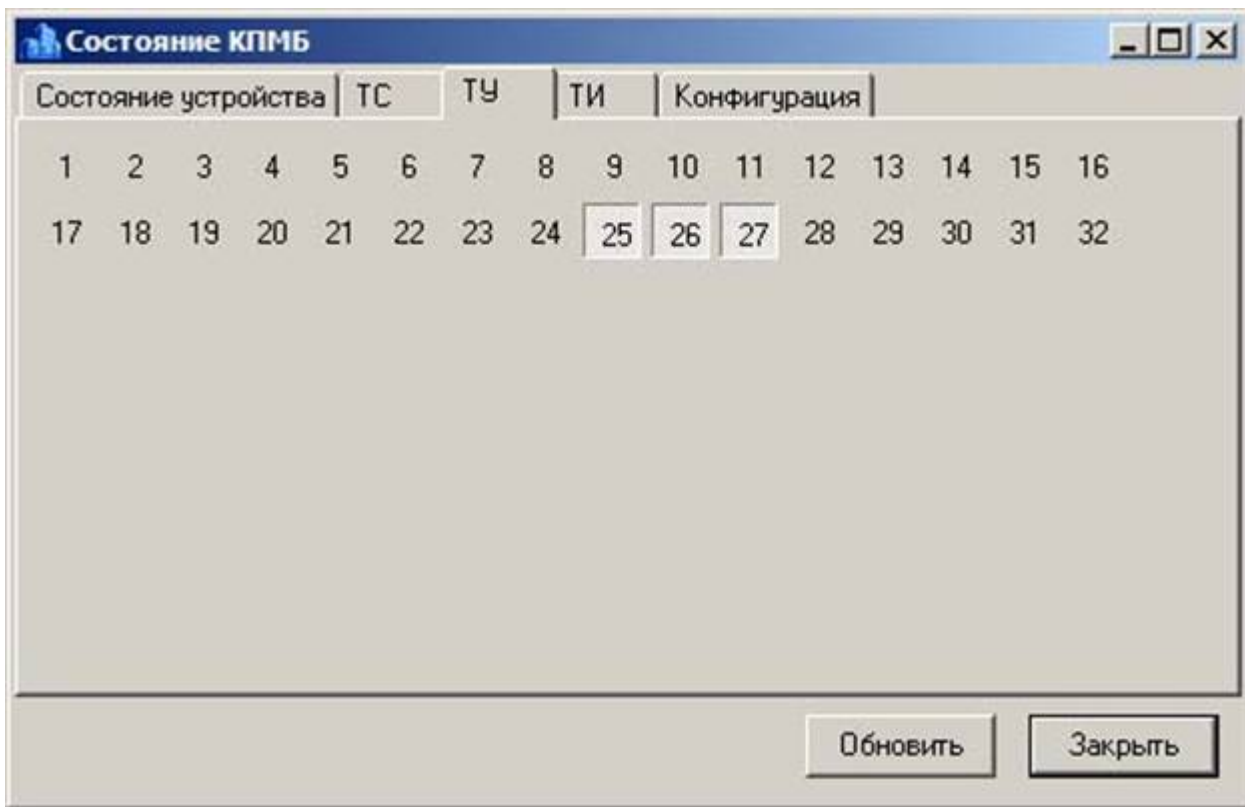 Состояние КПМБ
Состояние устройства ТС ТУ ТИ Конфигурация
1 2 3 4 5 6 7 8 9 10 11 12 13 14 15 16
17 18 19 20 21 22 23 24 25 26 27 28 29 30 31 32
Обновить Закрыть